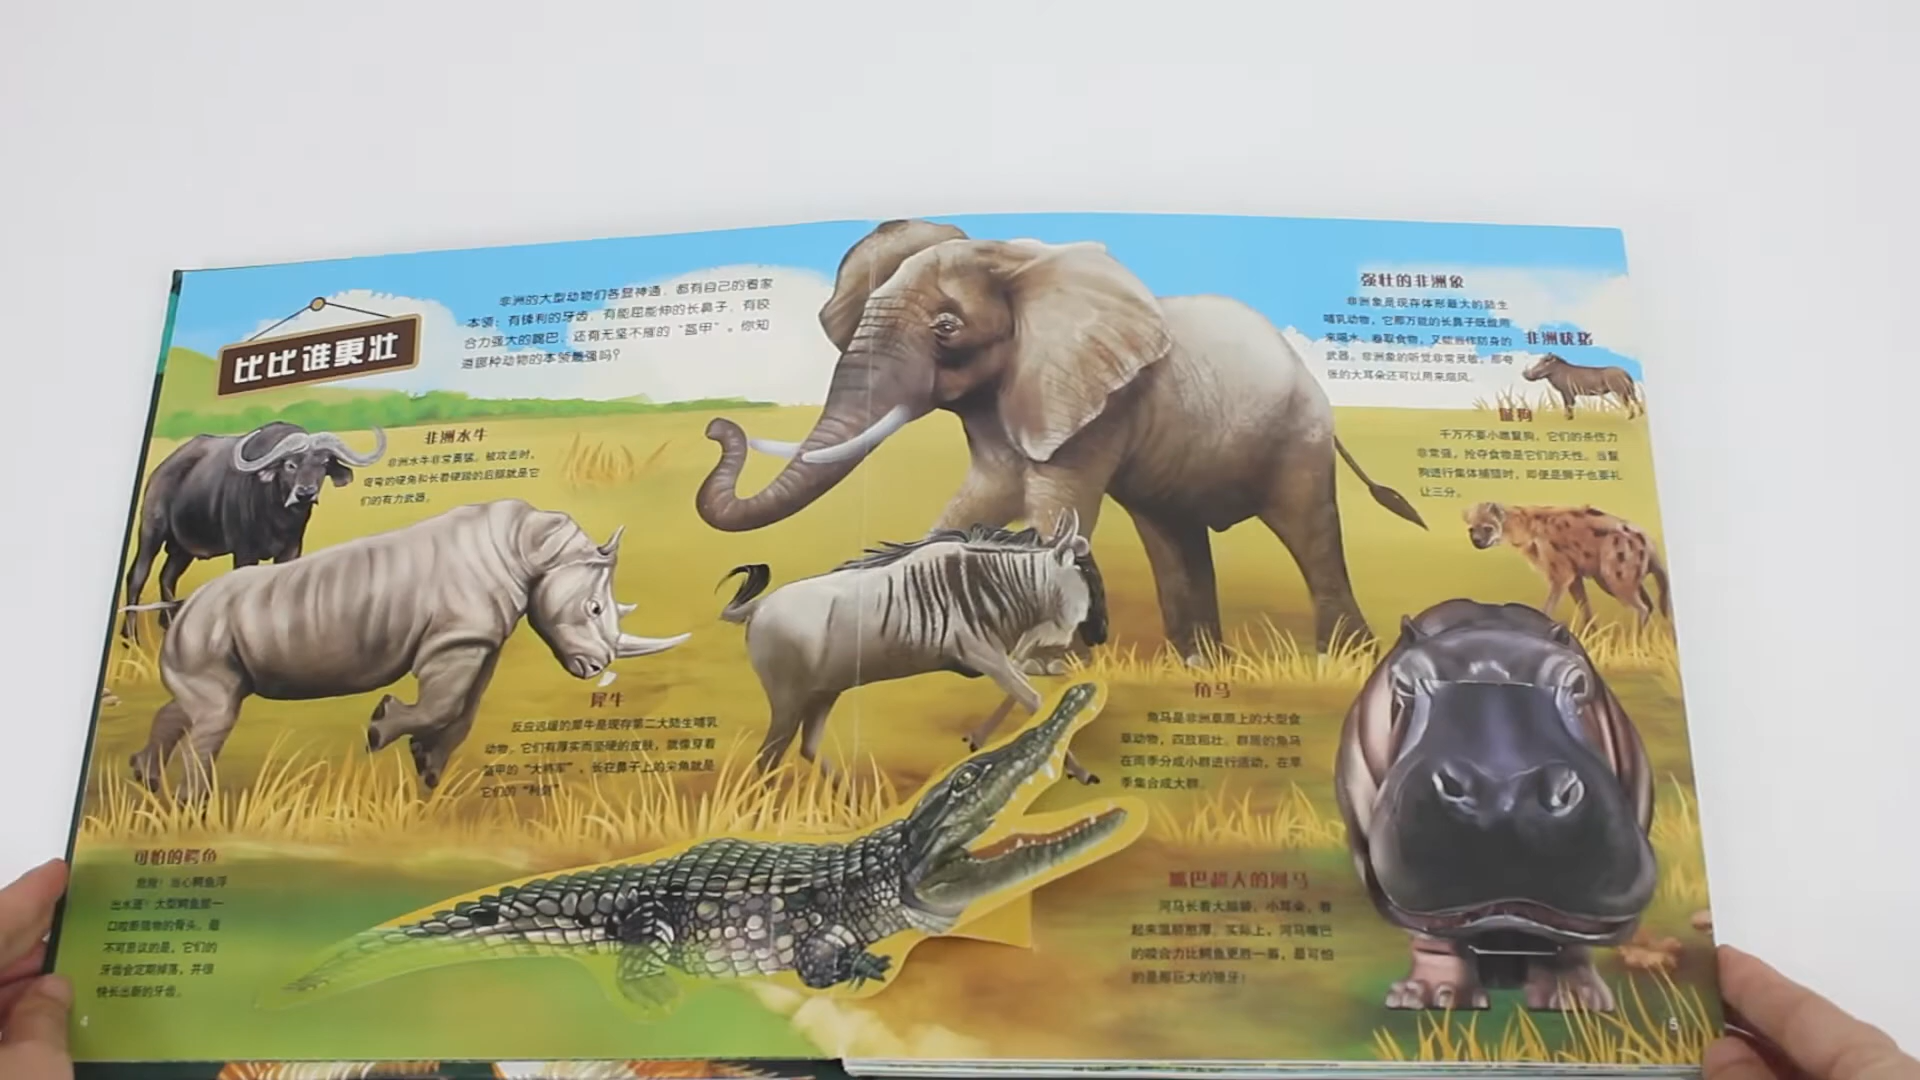 比比谁更壮
非洲的大型动物们各显神通，都有自己的看家
本领：有锋利的牙齿，有能屈能伸的长鼻子，有咬
合力强大的嘴巴，还有无坚不摧的“盔甲”。你知
道哪种动物的本领最强吗？
非洲水牛
非洲水牛非常勇猛。被攻击时，
弯弯的硬角和长着硬蹄的后腿就是它
们的有力武器。
犀牛
反应迟缓的犀牛是现存第二大陆生哺乳
动物，它们有厚实而坚硬的皮肤，就像穿着
盔甲的“大将军”，长在鼻子上的尖角就是
它们的“利剑”
可怕的鳄鱼
危险！当心鳄鱼浮
出水面！大型鳄鱼能一
口咬断猎物的骨头。最
不可思议的是，它们的
牙齿会定期掉落，并很
快长出新的牙齿。
4
强壮的非洲象
非洲象是现存体形最大的陆生
哺乳动物，它那万能的长鼻子既能用
来喝水、卷取食物，又能当作防身的
武器。非洲象的听觉非常灵敏，那夸
张的大耳朵还可以用来扇风。
非洲疣猪
鬣狗
千万不要小瞧鬣狗，它们的杀伤力
非常强，抢夺食物是它们的天性。当鬣
狗进行集体捕猎时，即便是狮子也要礼
让三分。
角马
角马是非洲草原上的大型食
草动物，四肢粗壮。群居的角马
在雨季分成小群进行活动，在旱
季集合成大群。
嘴巴超大的河马
河马长着大脑袋、小耳朵，看
起来温顺憨厚。实际上，河马嘴巴
的咬合力比鳄鱼更胜一筹，最可怕
的是那巨大的獠牙！
5